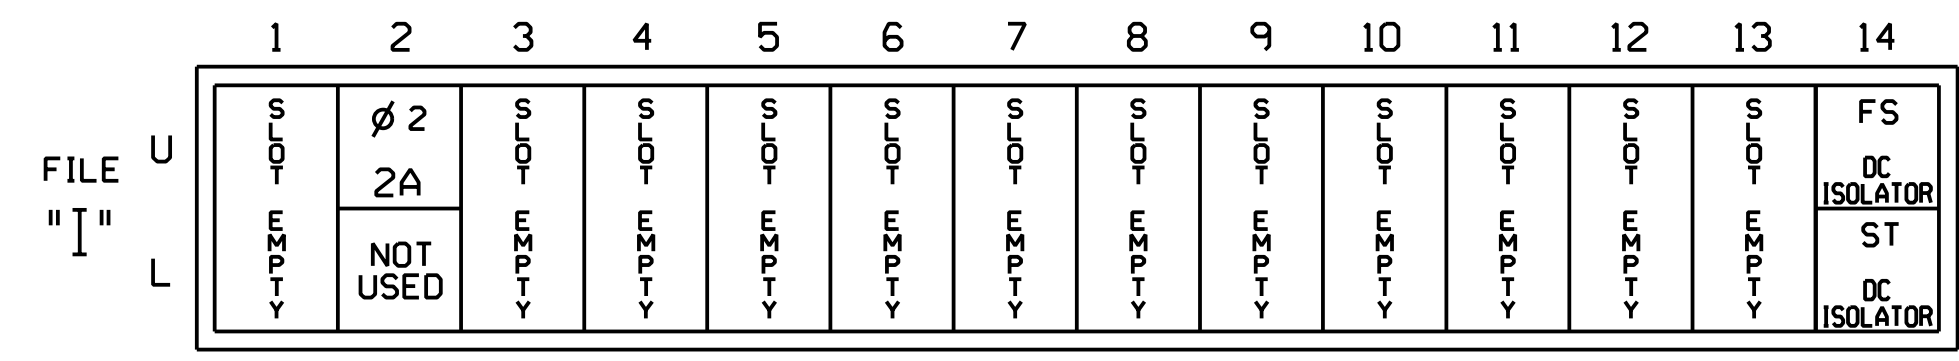 1 2 3 4 5 6 7 8 9 10 11 12 13 14
FILE
"I"
U
L
SLOT EMPTY
Ø 2
2A
NOT
USED
SLOT EMPTY
SLOT EMPTY
SLOT EMPTY
SLOT EMPTY
SLOT EMPTY
SLOT EMPTY
SLOT EMPTY
SLOT EMPTY
SLOT EMPTY
SLOT EMPTY
SLOT EMPTY
FS
DC
ISOLATOR
ST
DC
ISOLATOR